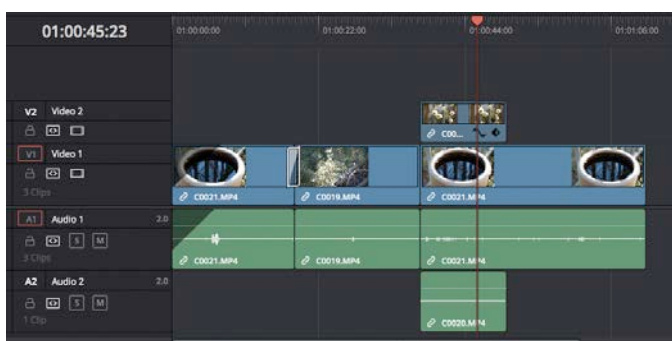 01:00:45:23
01:00:00:00 01:00:22:00 01:00:44:00 01:01:06:00
V2 Video 2
C00...
V1 Video 1
3 Clips
C0021.MP4 C0019.MP4 C0021.MP4
A1 Audio 1 2.0
S M
3 Clips
C0021.MP4 C0019.MP4 C0021.MP4
A2 Audio 2 2.0
S M
1 Clip
C0020.MP4